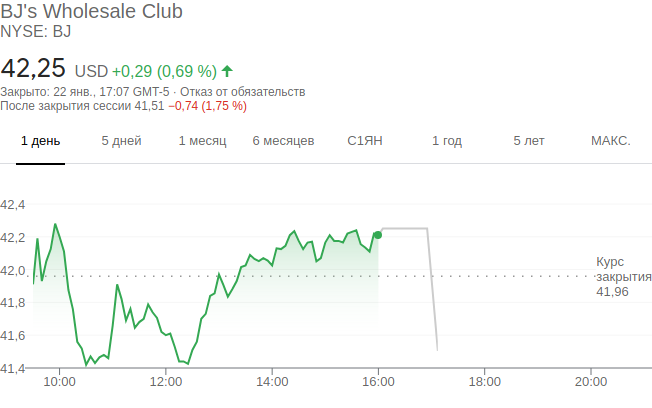 BJ's Wholesale Club
NYSE: BJ
42,25 USD +0,29 (0,69 %)
Закрыто: 22 янв., 17:07 GMT-5 · Отказ от обязательств
После закрытия сессии 41,51 −0,74 (1,75 %)
1 день 5 дней 1 месяц 6 месяцев С1ЯН 1 год 5 лет МАКС.
42,4
42,2
42,0
41,8
41,6
41,4
Курс
закрытия
41,96
10:00 12:00 14:00 16:00 18:00 20:00